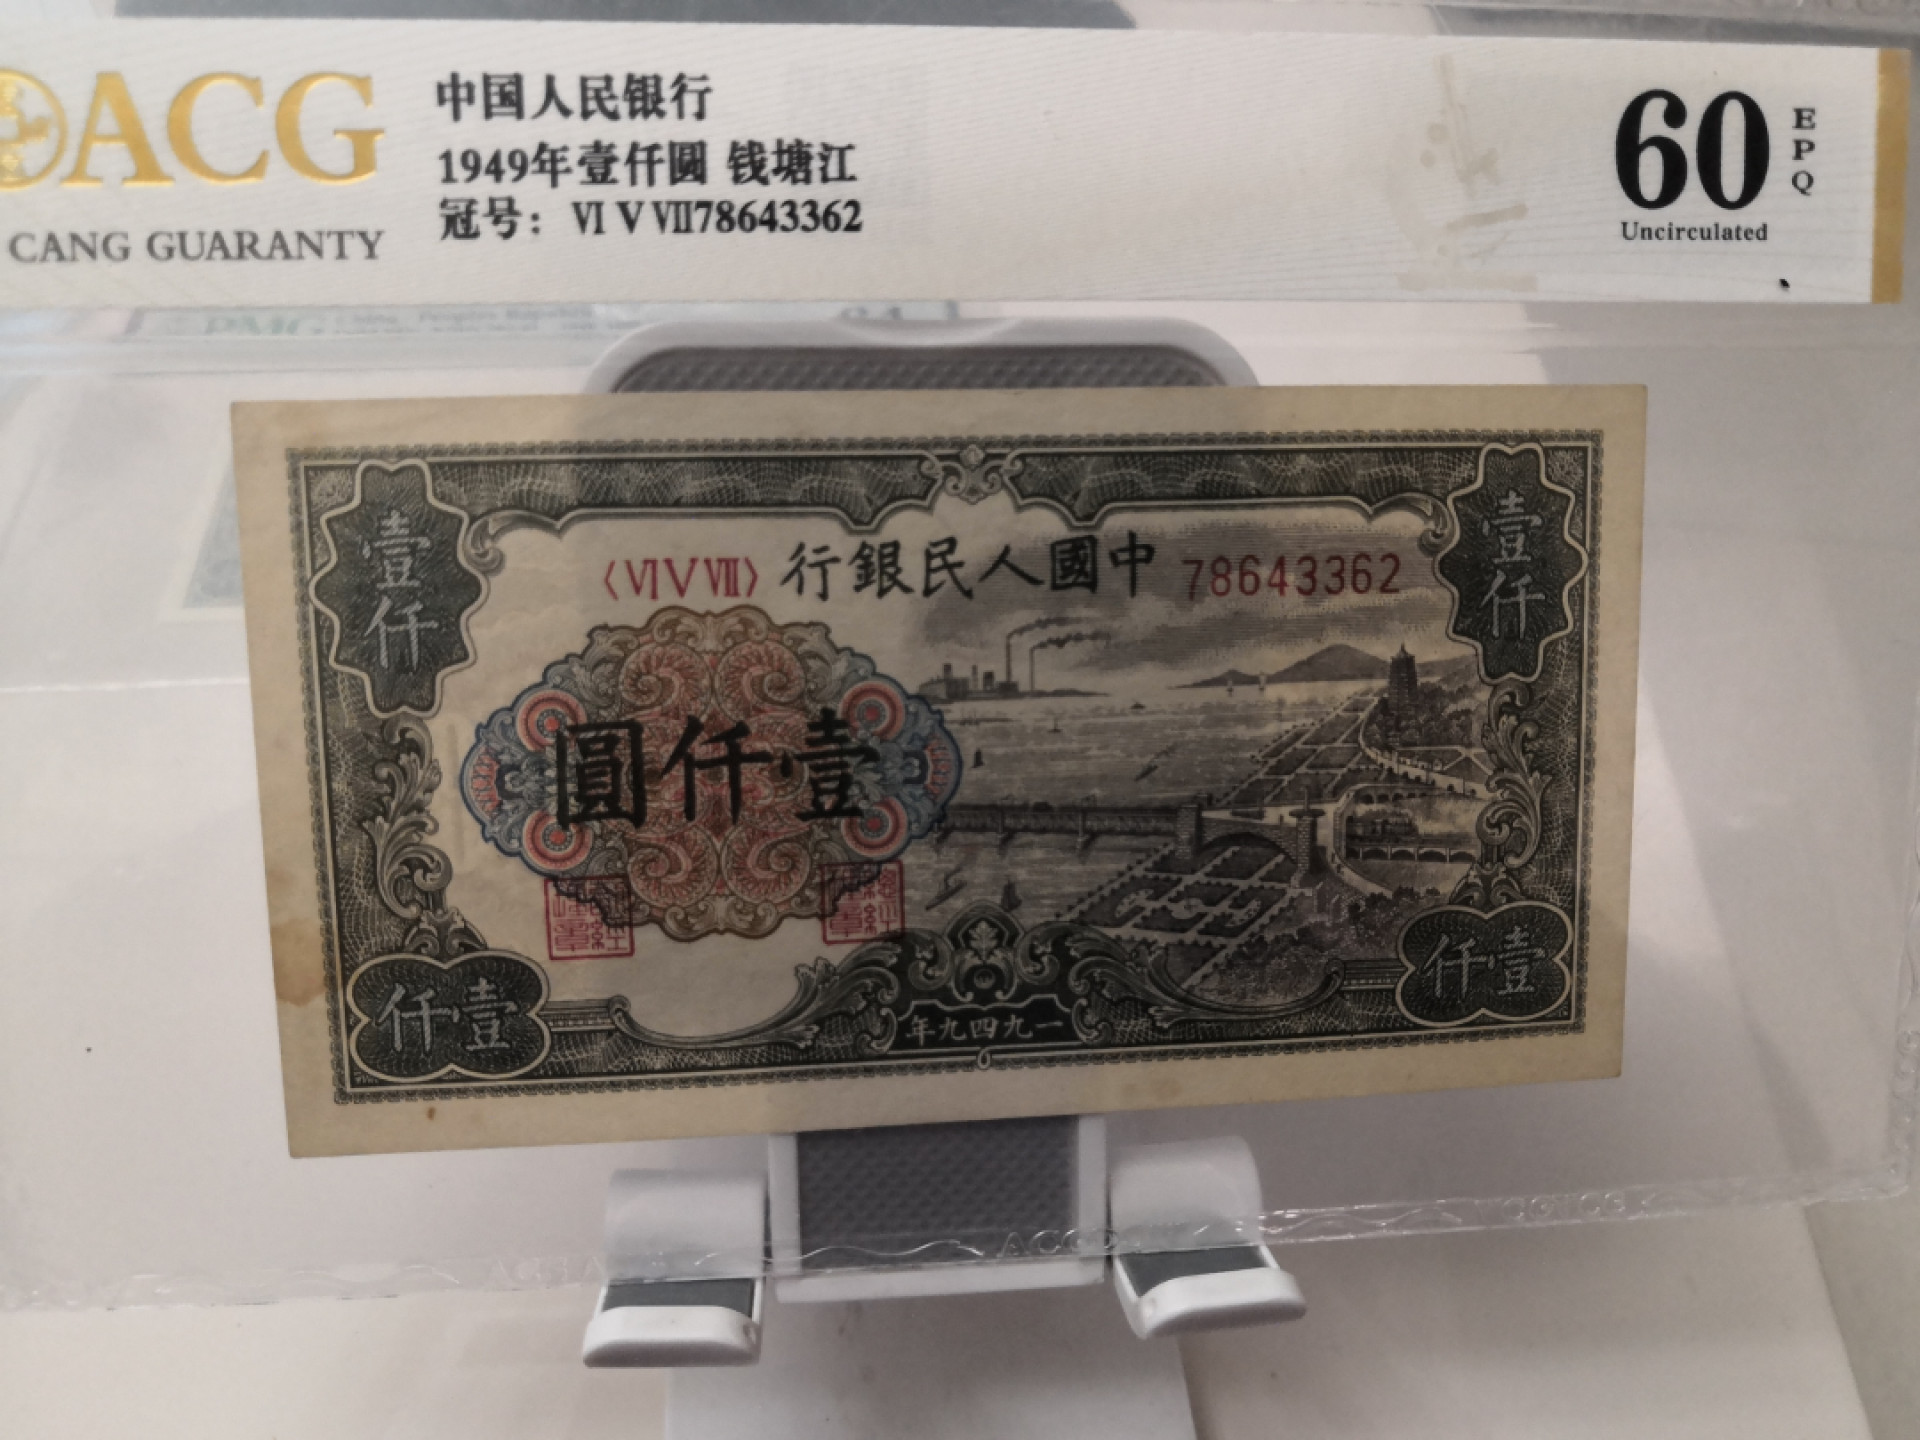 ACG
CANG GUARANTY
中国人民银行
1949年壹仟圆 钱塘江
冠号：Ⅵ Ⅴ Ⅶ78643362
60
EPQ
Uncirculated
PMG
壹仟
壹仟
〈ⅥⅤⅦ〉
行銀民人國中
78643362
圓仟壹
仟壹
仟壹
年九四九一